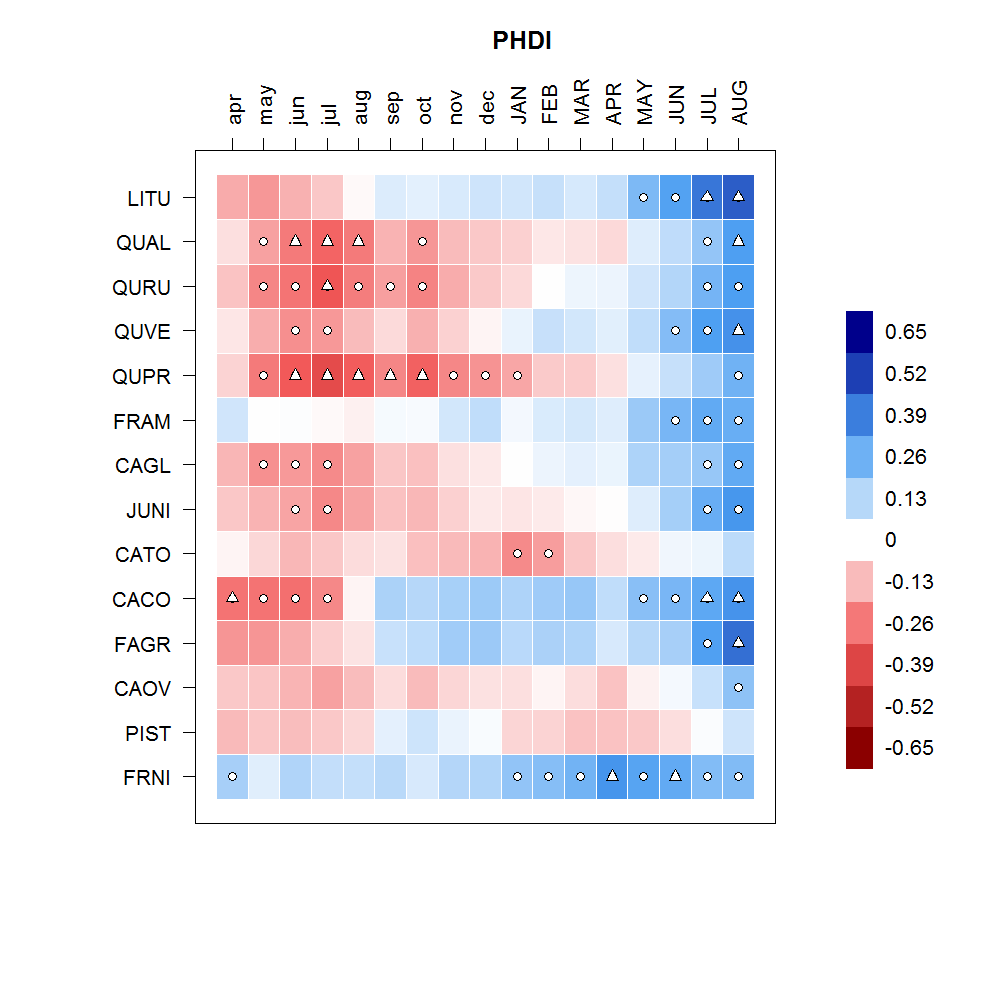 PHDI
apr may jun jul aug sep oct nov dec JAN FEB MAR APR MAY JUN JUL AUG
LITU
QUAL
QURU
QUVE
QUPR
FRAM
CAGL
JUNI
CATO
CACO
FAGR
CAOV
PIST
FRNI
0.65
0.52
0.39
0.26
0.13
0
-0.13
-0.26
-0.39
-0.52
-0.65